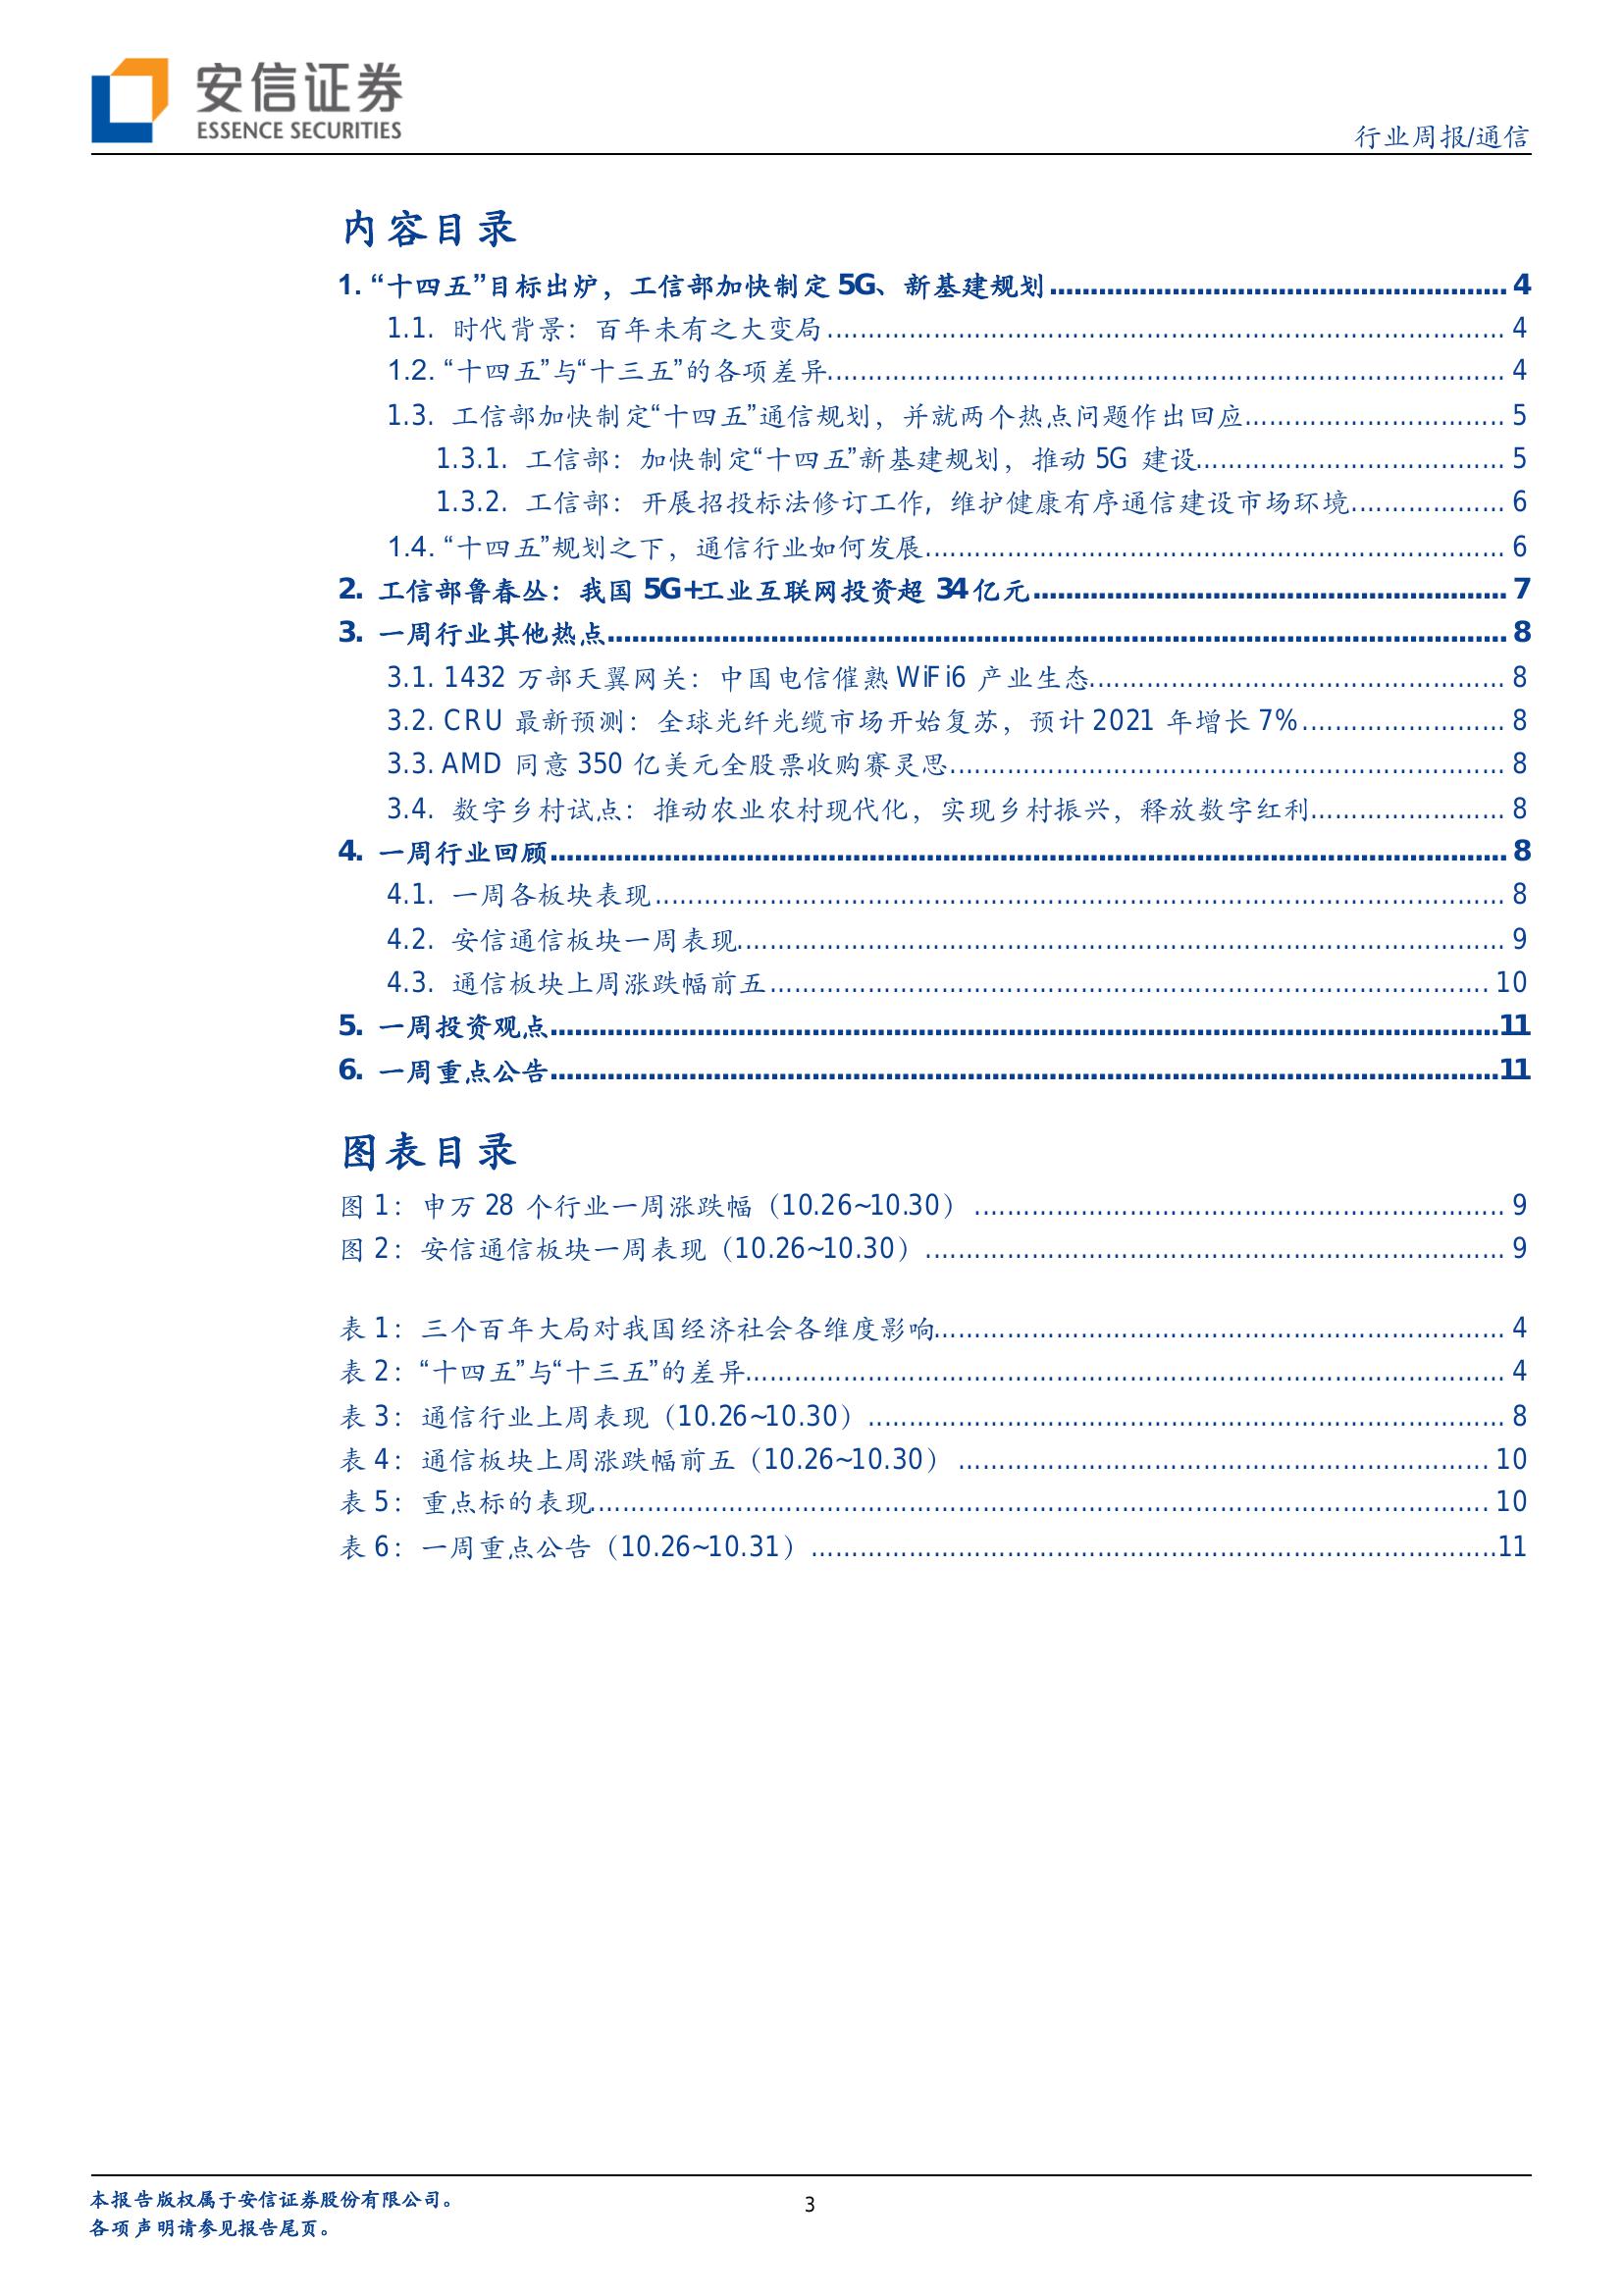 安信证券
ESSENCE SECURITIES
行业周报/通信
内容目录
1. “十四五”目标出炉，工信部加快制定 5G、新基建规划 4
1.1. 时代背景：百年未有之大变局 4
1.2. “十四五”与“十三五”的各项差异 4
1.3. 工信部加快制定“十四五”通信规划，并就两个热点问题作出回应 5
1.3.1. 工信部：加快制定“十四五”新基建规划，推动 5G 建设 5
1.3.2. 工信部：开展招投标法修订工作，维护健康有序通信建设市场环境 6
1.4. “十四五”规划之下，通信行业如何发展 6
2. 工信部鲁春丛：我国 5G+工业互联网投资超 34 亿元 7
3. 一周行业其他热点 8
3.1. 1432 万部天翼网关：中国电信催熟 WiFi6 产业生态 8
3.2. CRU 最新预测：全球光纤光缆市场开始复苏，预计 2021 年增长 7% 8
3.3. AMD 同意 350 亿美元全股票收购赛灵思 8
3.4. 数字乡村试点：推动农业农村现代化，实现乡村振兴，释放数字红利 8
4. 一周行业回顾 8
4.1. 一周各板块表现 8
4.2. 安信通信板块一周表现 9
4.3. 通信板块上周涨跌幅前五 10
5. 一周投资观点 11
6. 一周重点公告 11
图表目录
图 1：申万 28 个行业一周涨跌幅（10.26~10.30） 9
图 2：安信通信板块一周表现（10.26~10.30） 9
表 1：三个百年大局对我国经济社会各维度影响 4
表 2：“十四五”与“十三五”的差异 4
表 3：通信行业上周表现（10.26~10.30） 8
表 4：通信板块上周涨跌幅前五（10.26~10.30） 10
表 5：重点标的表现 10
表 6：一周重点公告（10.26~10.31） 11
本报告版权属于安信证券股份有限公司。
3
各项声明请参见报告尾页。